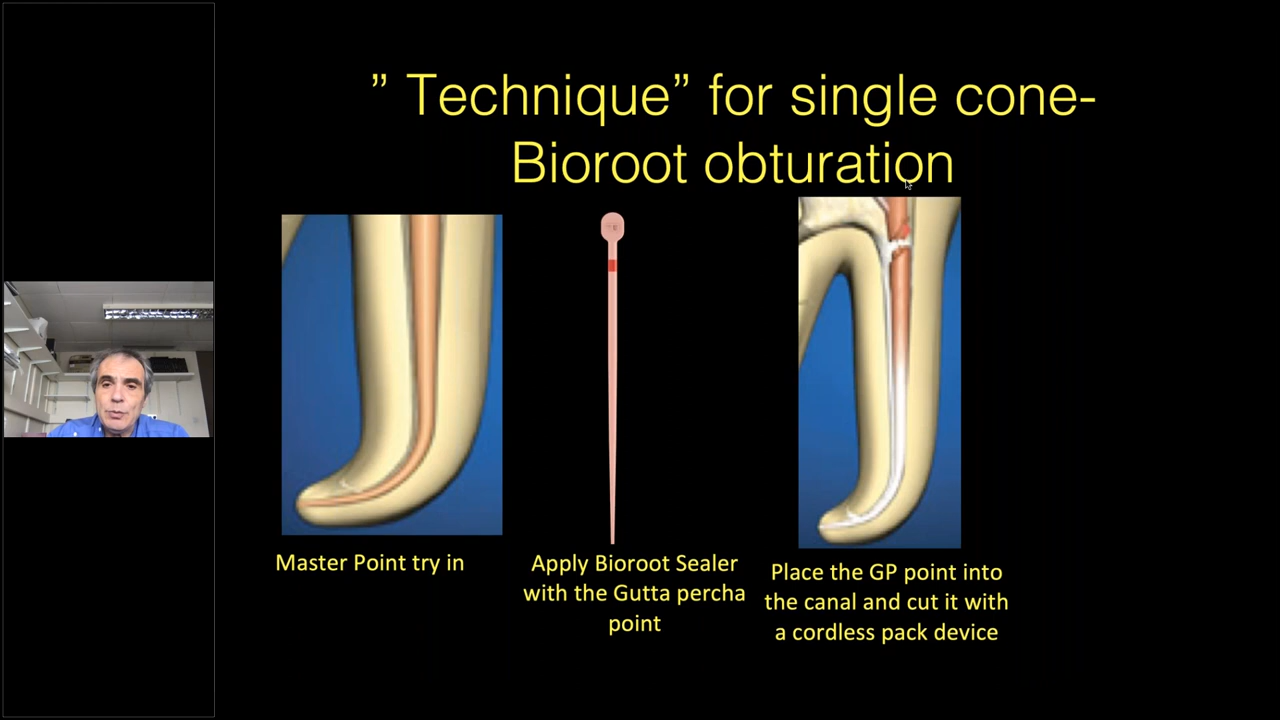 ” Technique” for single cone-
Bioroot obturation
Master Point try in
Apply Bioroot Sealer
with the Gutta percha
point
Place the GP point into
the canal and cut it with
a cordless pack device